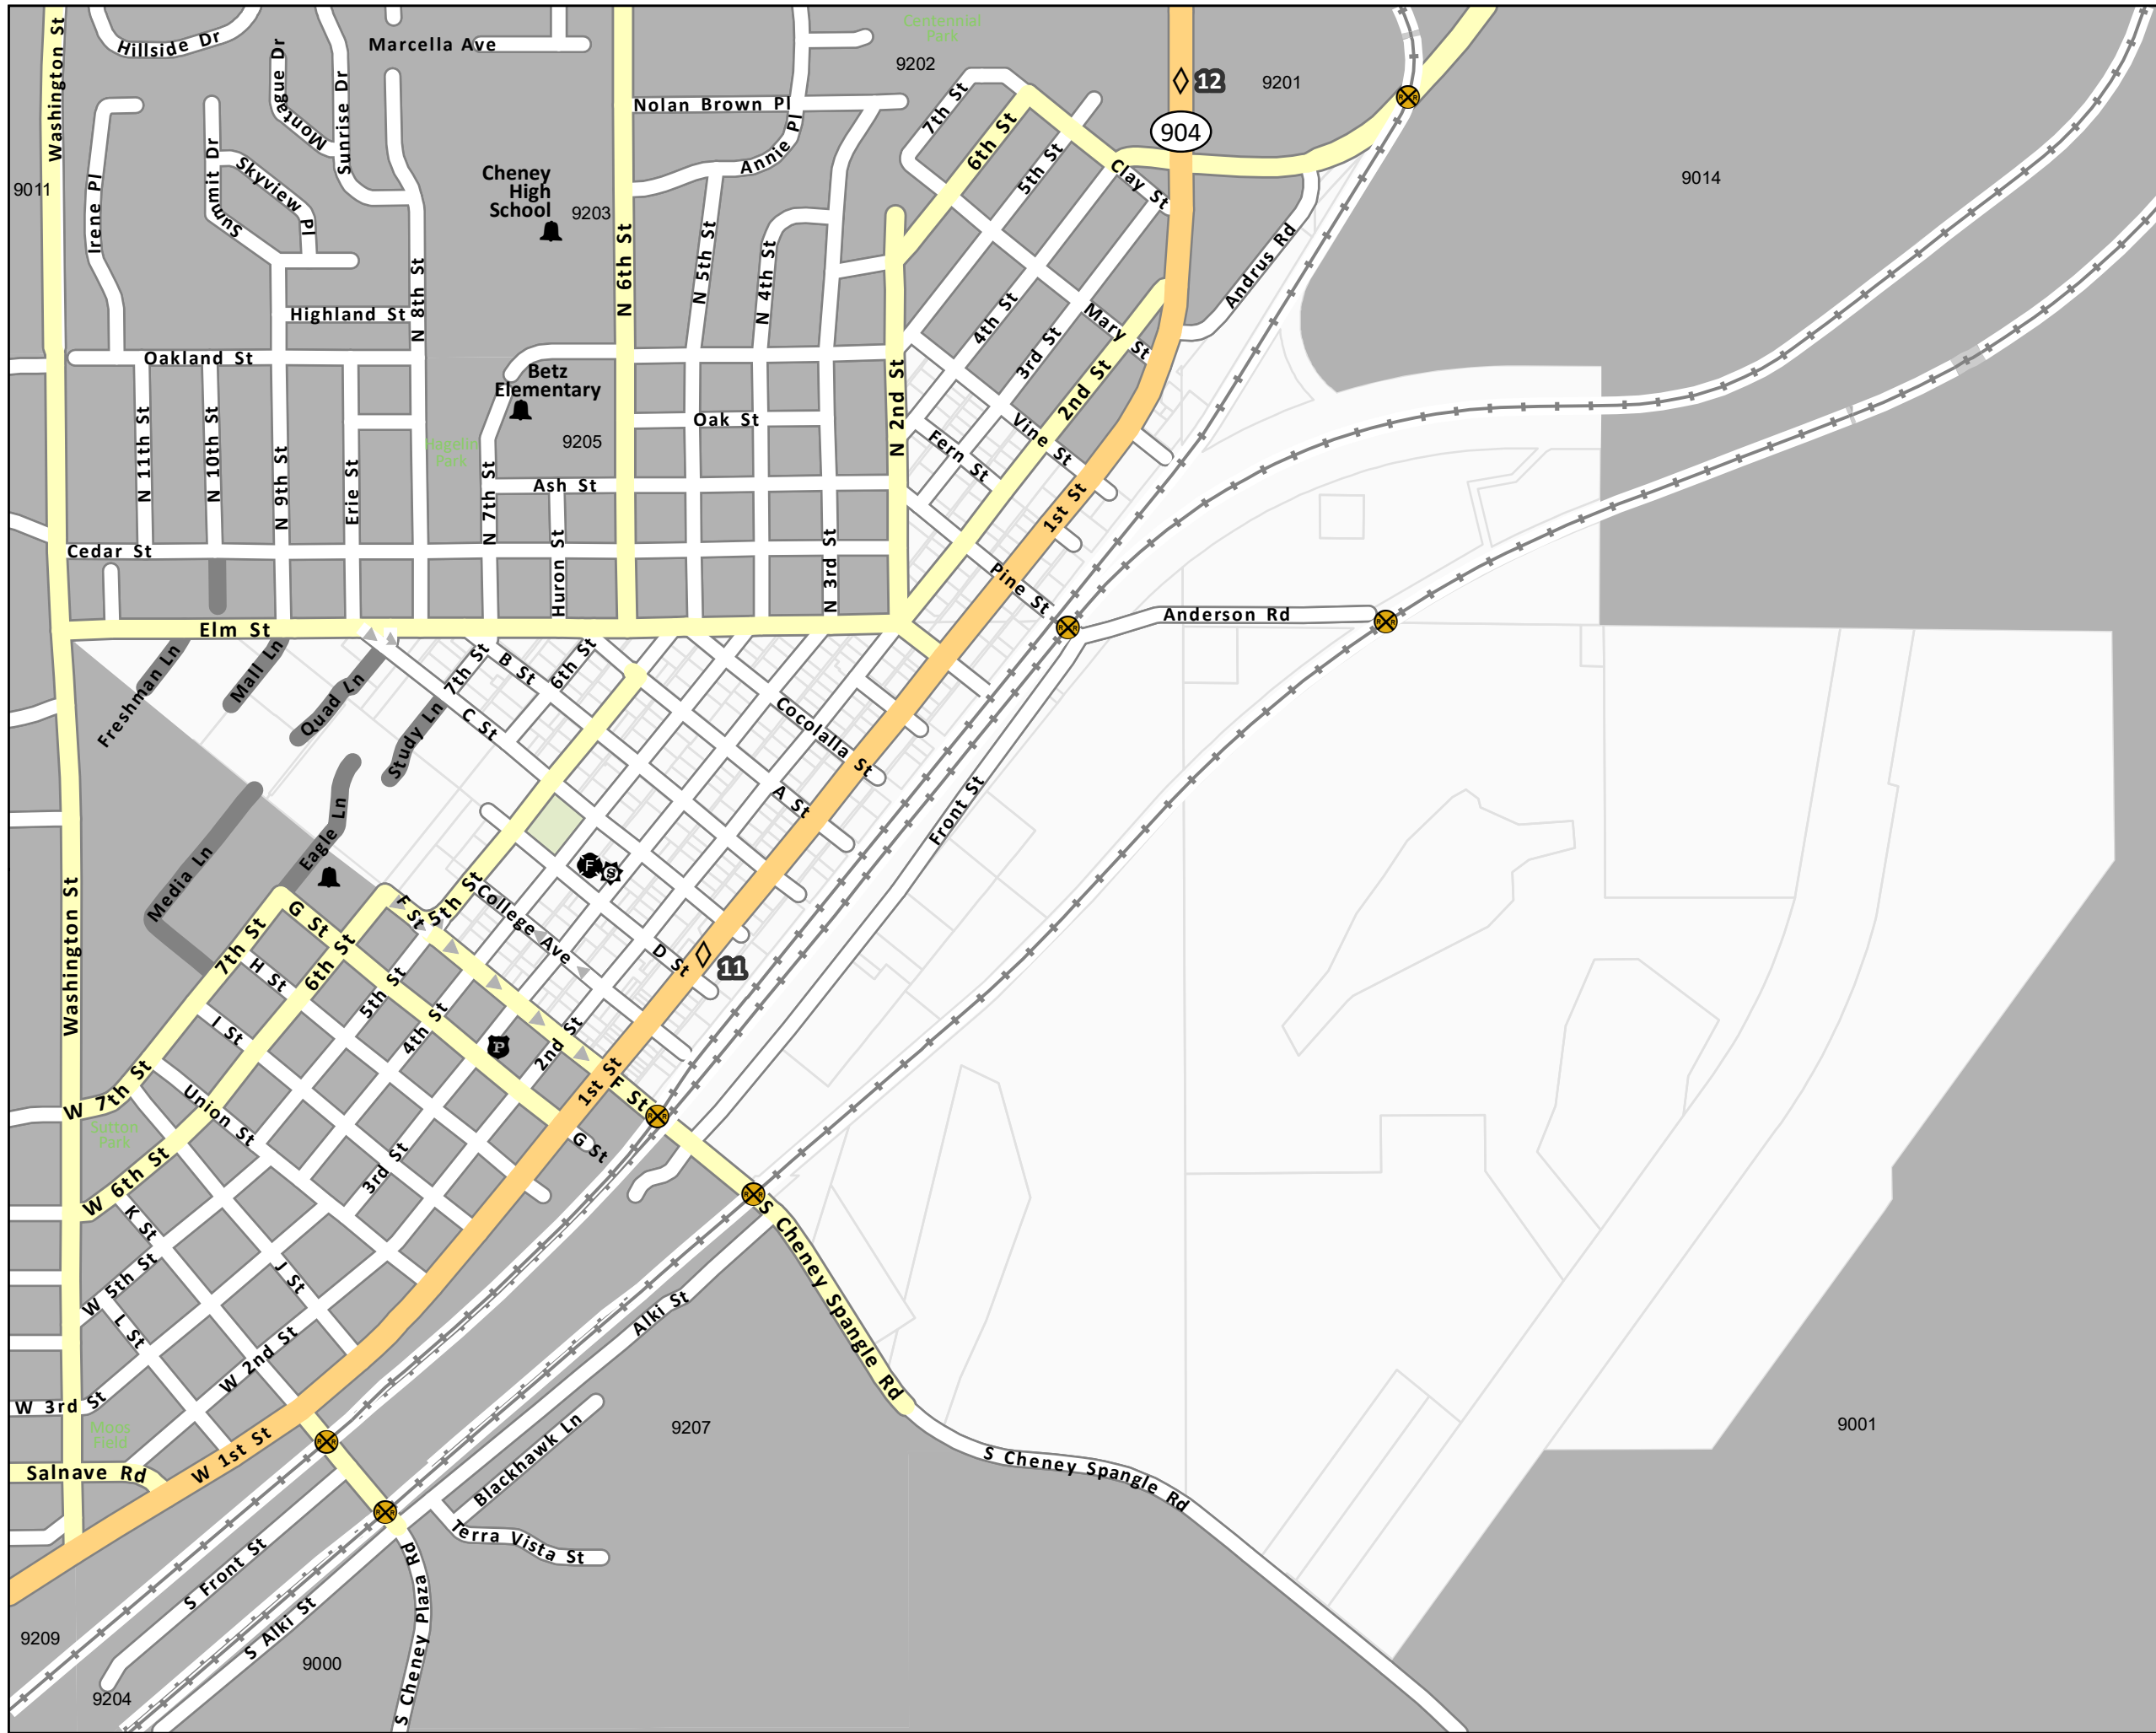 Hillside Dr
Marcella Ave
Centennial
Park
9202
12
9201
904
Washington St
Montague Dr
Sunrise Dr
Nolan Brown Pl
Annie Pl
7th St
6th St
5th St
Clay St
9014
9011
Irene Pl
Summit Dr
Skyview Pl
Cheney
High
School
9203
N 6th St
N 5th St
N 4th St
N 8th St
Highland St
Andrus Rd
4th St
3rd St
Mary St
2nd St
Oakland St
Betz
Elementary
Hagelin
Park
9205
Oak St
N 2nd St
Vine St
Fern St
N 11th St
N 10th St
N 9th St
Erie St
N 7th St
Ash St
1st St
Cedar St
Huron St
N 3rd St
Pine St
Anderson Rd
Elm St
Freshman Ln
Mall Ln
Quad Ln
Study Ln
7th St
B St
6th St
C St
Cocolalla St
A St
Front St
Media Ln
Eagle Ln
F
S
F St
5th St
College Ave
D St
11
Washington St
G St
7th St
H St
6th St
5th St
4th St
P
2nd St
I St
1st St
F St
W 7th St
Union St
Sutton
Park
G St
W 6th St
3rd St
K St
J St
W 5th St
L St
W 2nd St
W 3rd St
Moos
Field
Salnave Rd
W 1st St
Alki St
S Cheney Spangle Rd
9207
9001
Blackhawk Ln
Terra Vista St
S Cheney Spangle Rd
S Front St
S Alki St
S Cheney Plaza Rd
9209
9000
9204